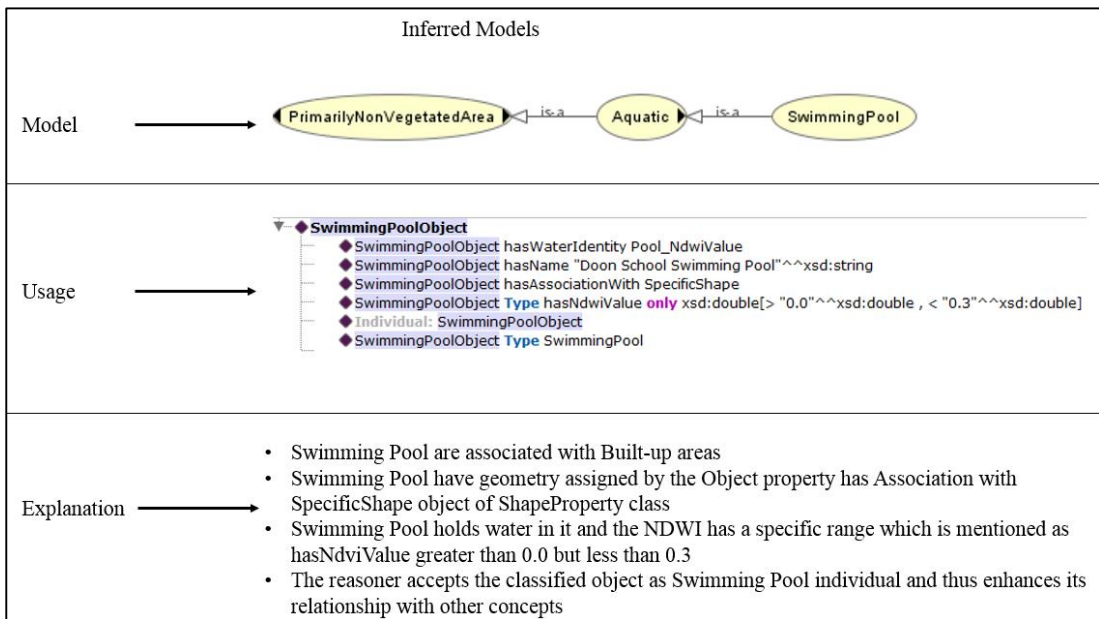 Inferred Models
Model
PrimarilyNonVegetatedArea is-a Aquatic is-a SwimmingPool
Usage
SwimmingPoolObject
SwimmingPoolObject hasWaterIdentity Pool_NdwiValue
SwimmingPoolObject hasName "Doon School Swimming Pool"^^xsd:string
SwimmingPoolObject hasAssociationWith SpecificShape
SwimmingPoolObject Type hasNdwiValue only xsd:double[> "0.0"^^xsd:double , < "0.3"^^xsd:double]
Individual: SwimmingPoolObject
SwimmingPoolObject Type SwimmingPool
Explanation
• Swimming Pool are associated with Built-up areas
• Swimming Pool have geometry assigned by the Object property has Association with
SpecificShape object of ShapeProperty class
• Swimming Pool holds water in it and the NDWI has a specific range which is mentioned as
hasNdviValue greater than 0.0 but less than 0.3
• The reasoner accepts the classified object as Swimming Pool individual and thus enhances its
relationship with other concepts